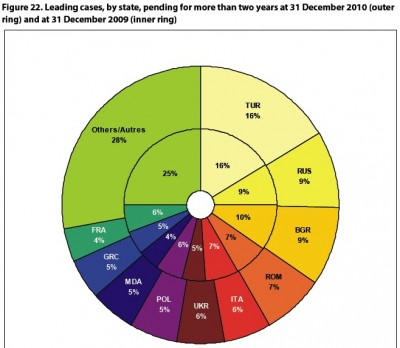 Figure 22. Leading cases, by state, pending for more than two years at 31 December 2010 (outer
ring) and at 31 December 2009 (inner ring)
TUR
16%
RUS
9%
BGR
9%
ROM
7%
ITA
6%
UKR
6%
POL
5%
MDA
5%
GRC
5%
FRA
4%
Others/Autres
28%
16%
9%
10%
7%
7%
5%
6%
4%
5%
6%
25%